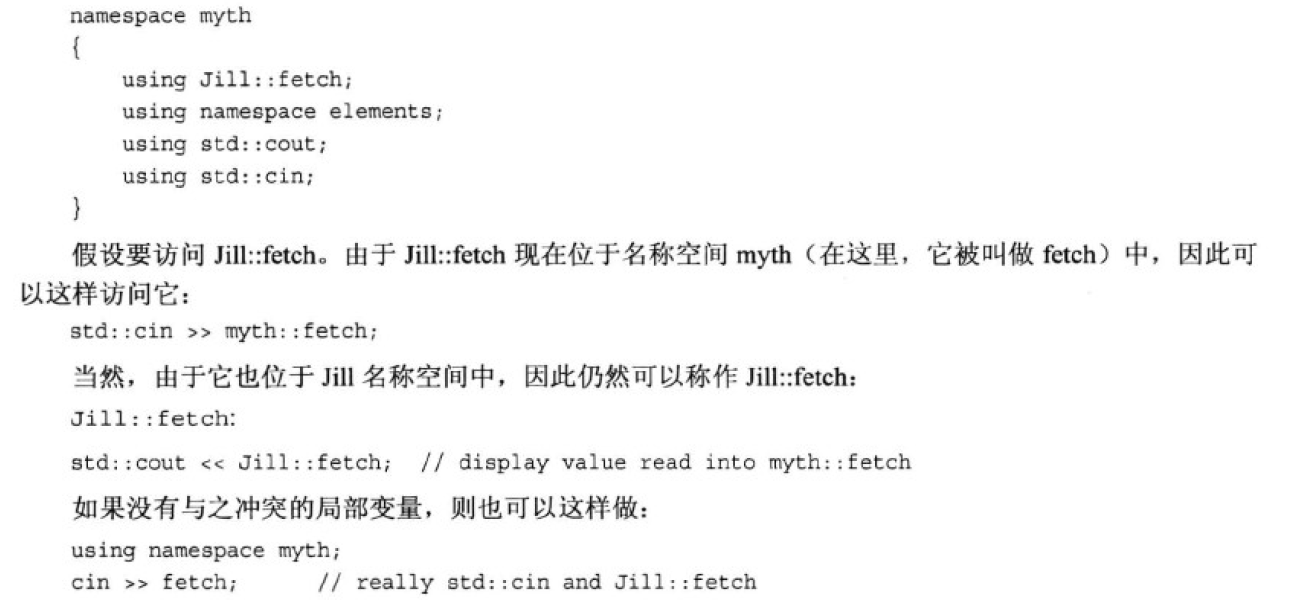 namespace myth
{
using Jill::fetch;
using namespace elements;
using std::cout;
using std::cin;
}
假设要访问 Jill::fetch。由于 Jill::fetch 现在位于名称空间 myth（在这里，它被叫做 fetch）中，因此可
以这样访问它：
std::cin >> myth::fetch;
当然，由于它也位于 Jill 名称空间中，因此仍然可以称作 Jill::fetch：
Jill::fetch:
std::cout << Jill::fetch; // display value read into myth::fetch
如果没有与之冲突的局部变量，则也可以这样做：
using namespace myth;
cin >> fetch; // really std::cin and Jill::fetch